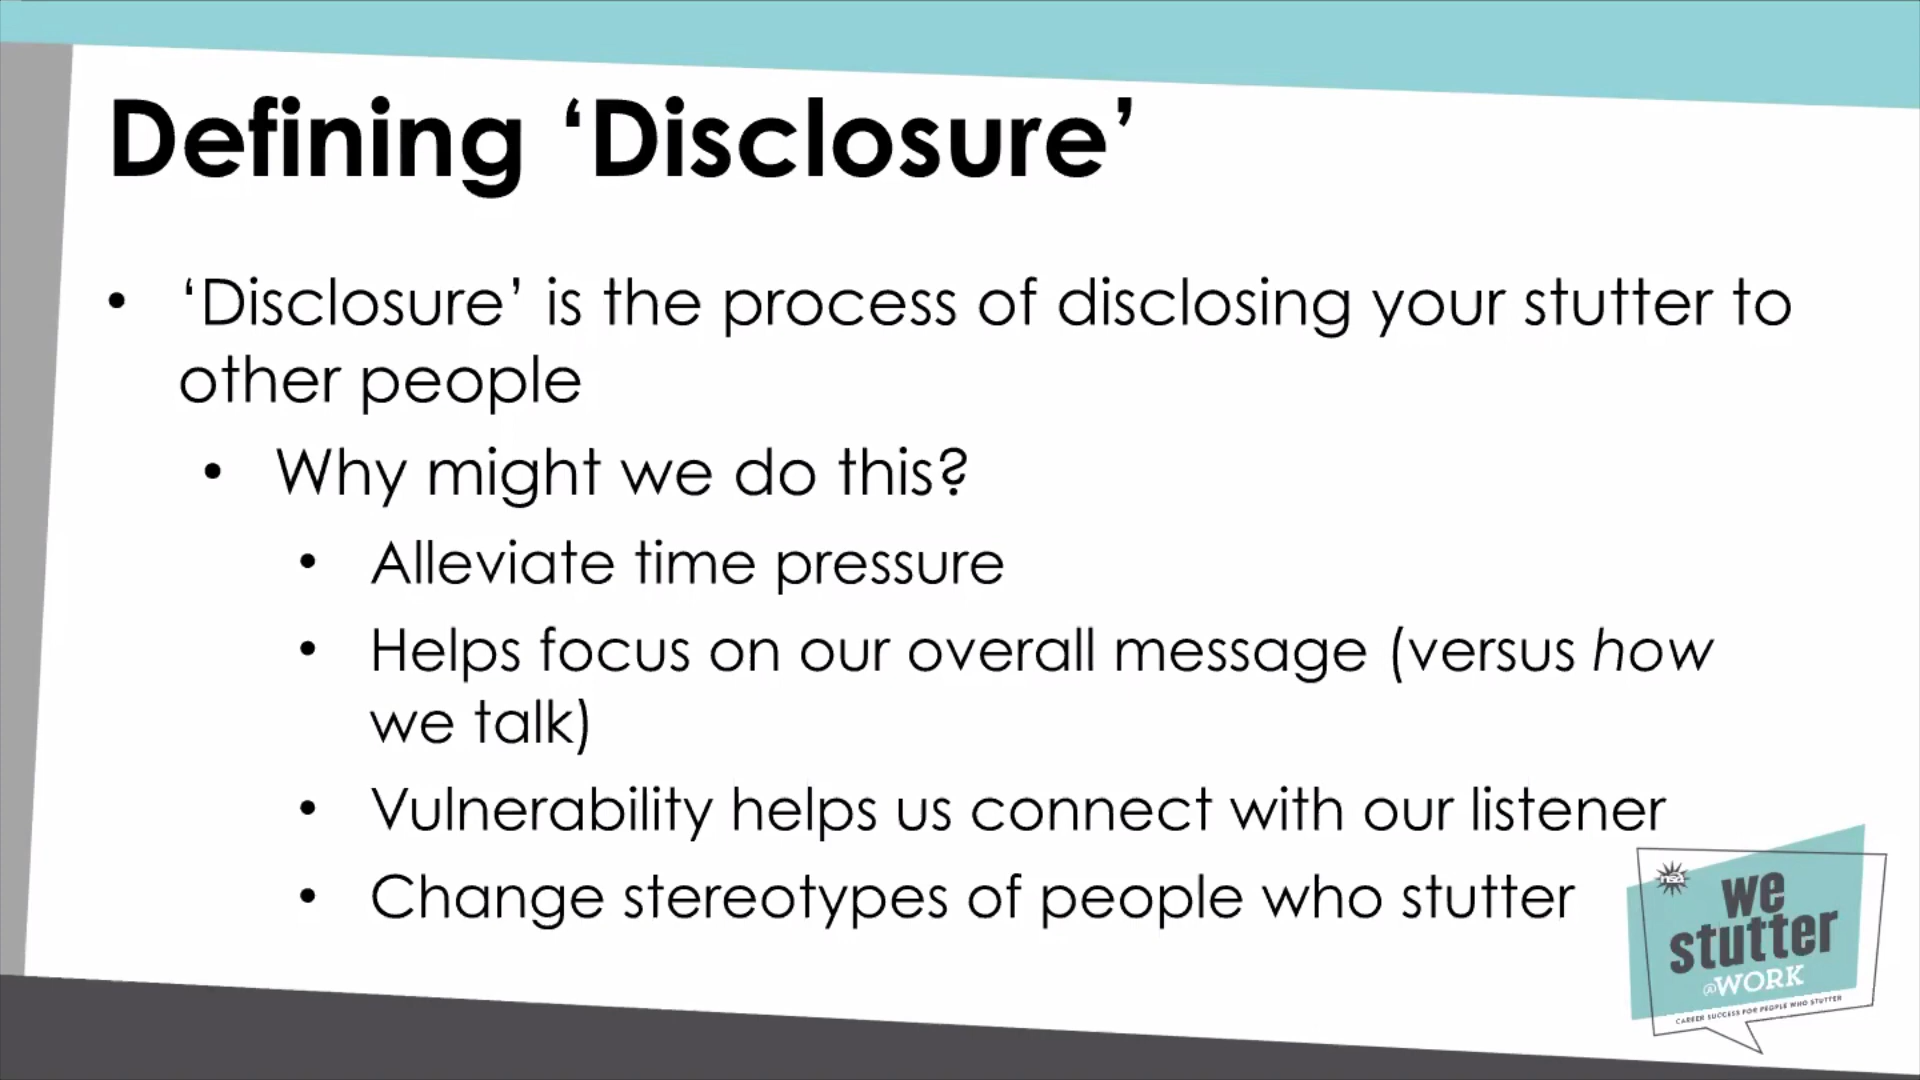 Defining ‘Disclosure’
• ‘Disclosure’ is the process of disclosing your stutter to
other people
• Why might we do this?
• Alleviate time pressure
• Helps focus on our overall message (versus how
we talk)
• Vulnerability helps us connect with our listener
• Change stereotypes of people who stutter
nsa
we
stutter
@WORK
CAREER SUCCESS FOR PEOPLE WHO STUTTER